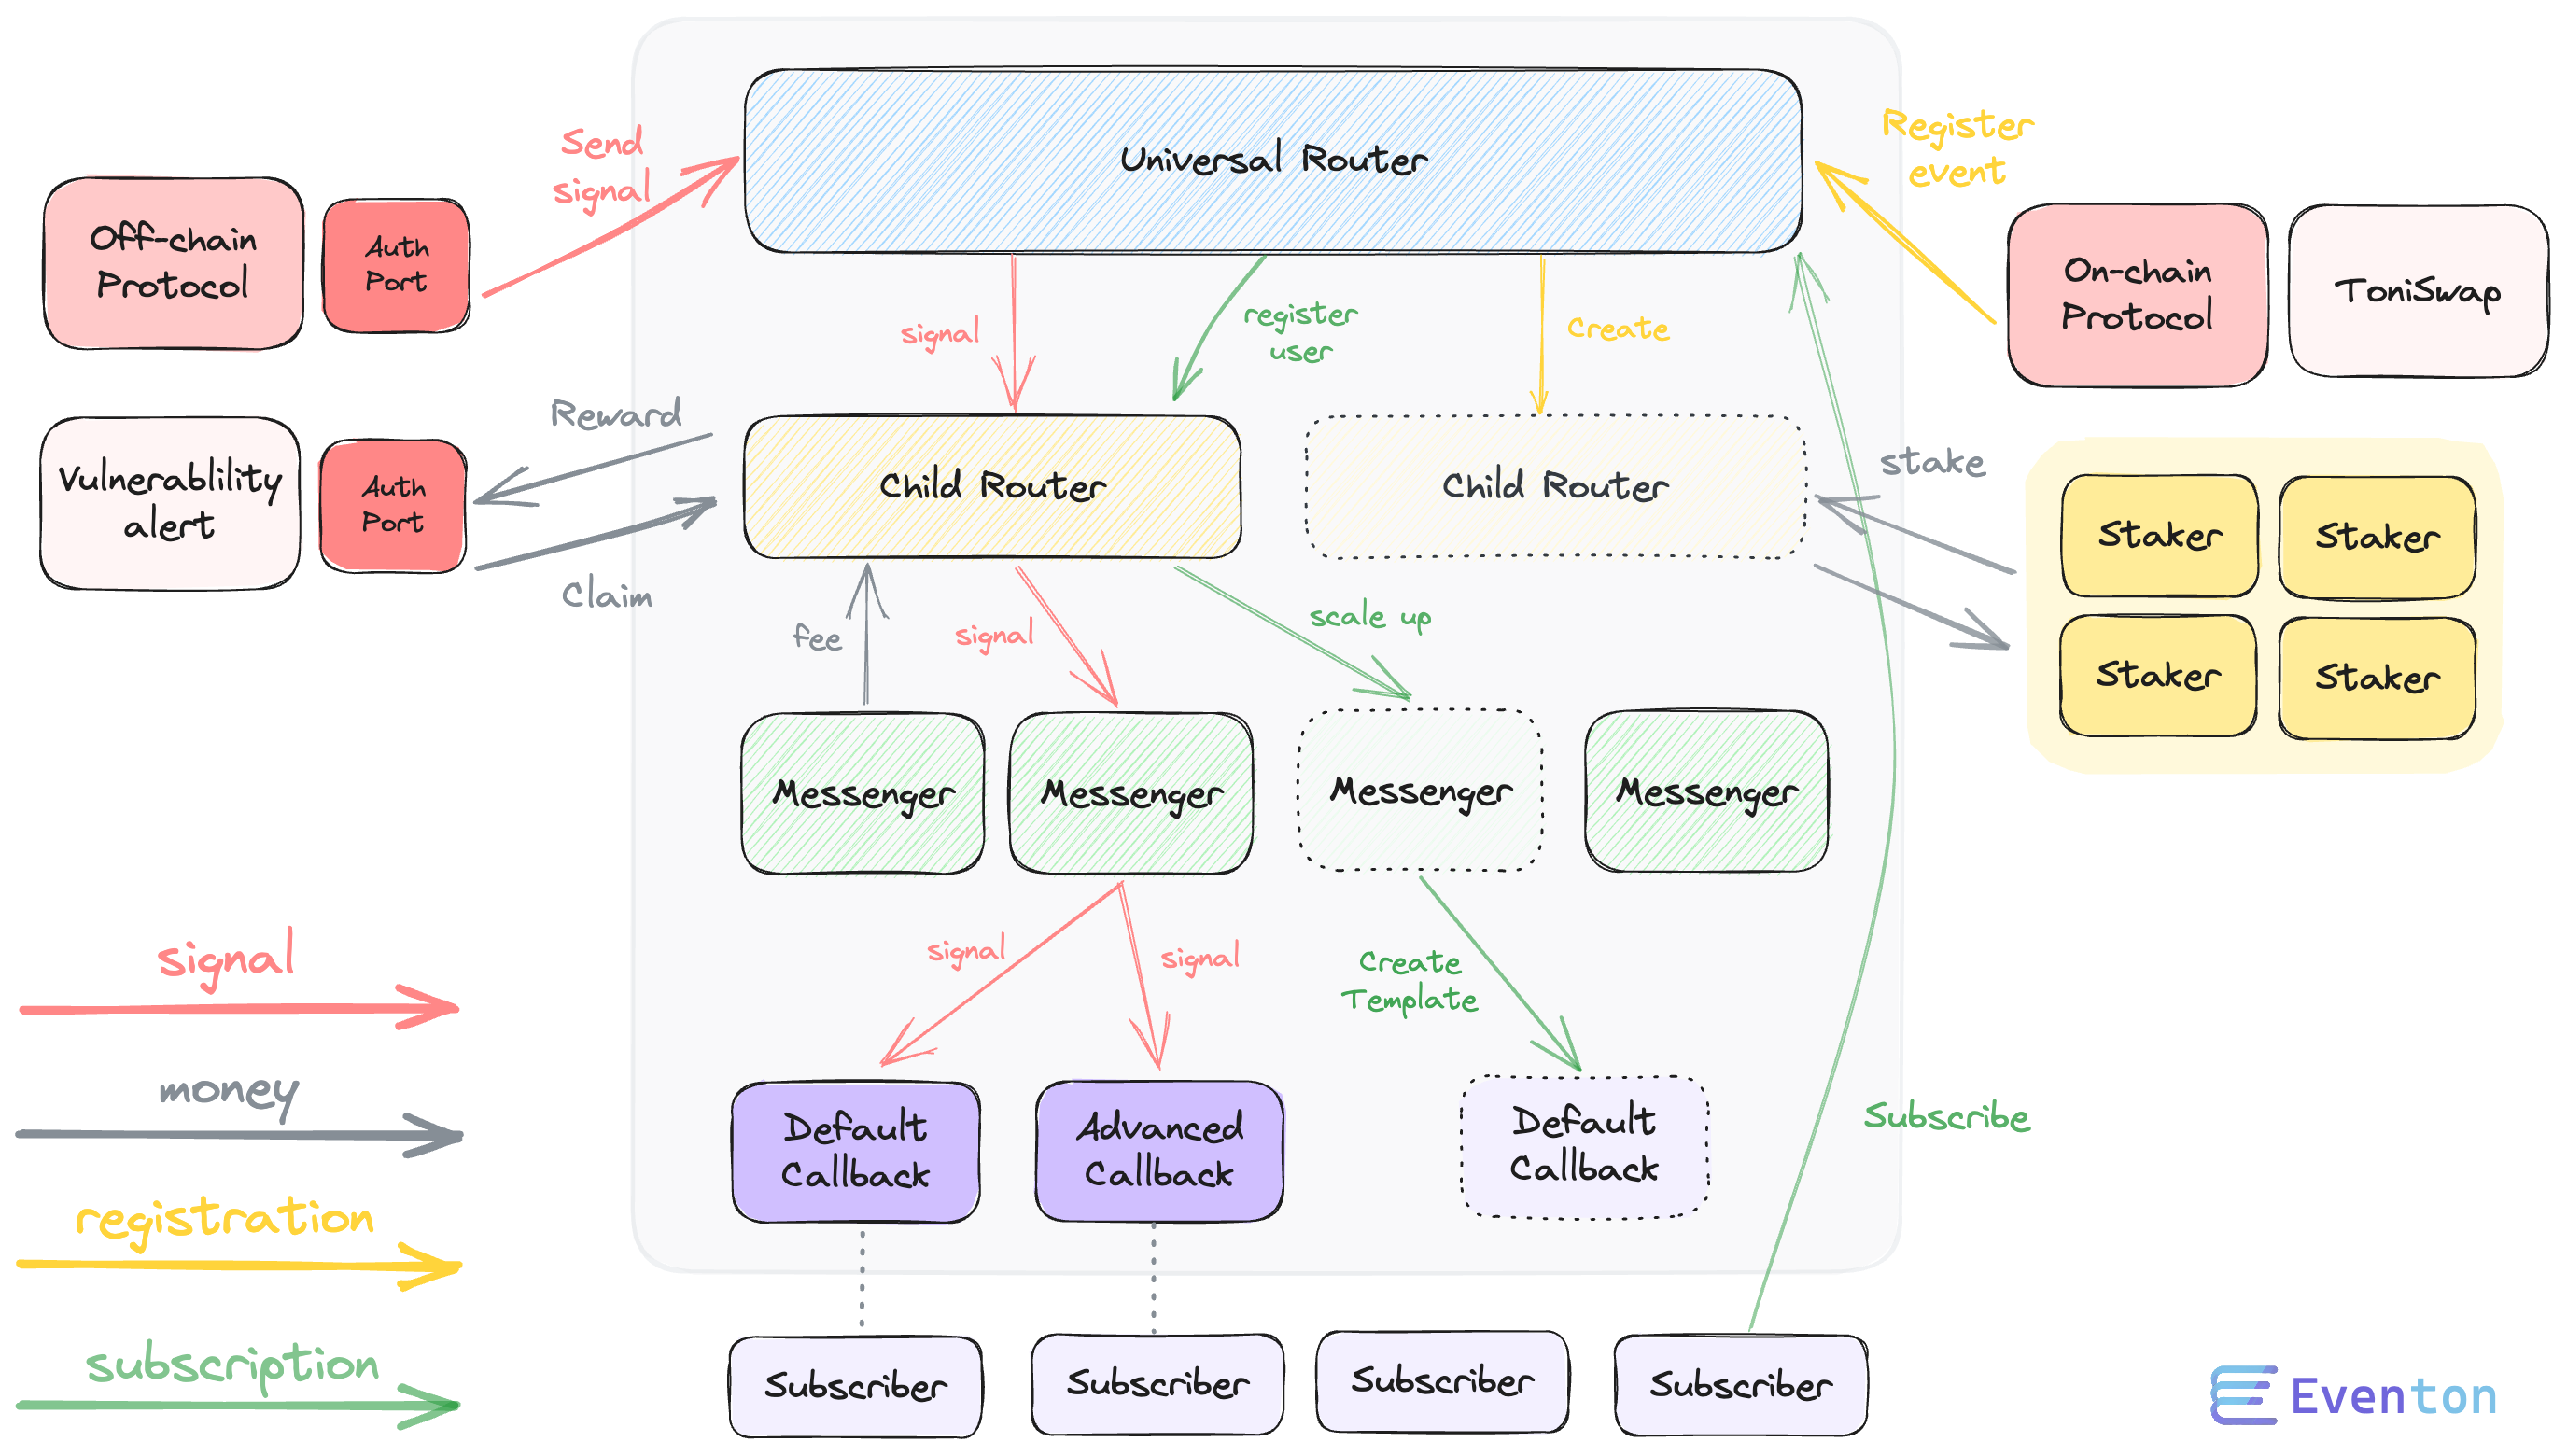 Universal Router
Send
signal
Register
event
Off-chain
Protocol
Auth
Port
On-chain
Protocol
ToniSwap
signal
register
user
Create
Reward
Vulnerablility
alert
Auth
Port
Claim
Child Router
Child Router
stake
Staker
Staker
Staker
Staker
fee
signal
scale up
Messenger
Messenger
Messenger
Messenger
signal
signal
Create
Template
signal
money
registration
subscription
Default
Callback
Advanced
Callback
Default
Callback
Subscribe
Subscriber
Subscriber
Subscriber
Subscriber
Eventon